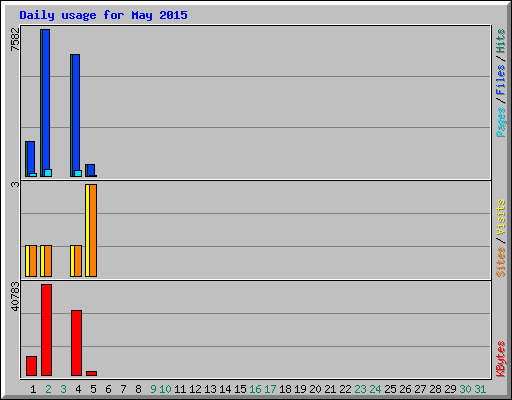 Daily usage for May 2015
7582
Pages/Files/Hits
3
Sites/Visits
40783
KBytes
1 2 3 4 5 6 7 8 9 10 11 12 13 14 15 16 17 18 19 20 21 22 23 24 25 26 27 28 29 30 31